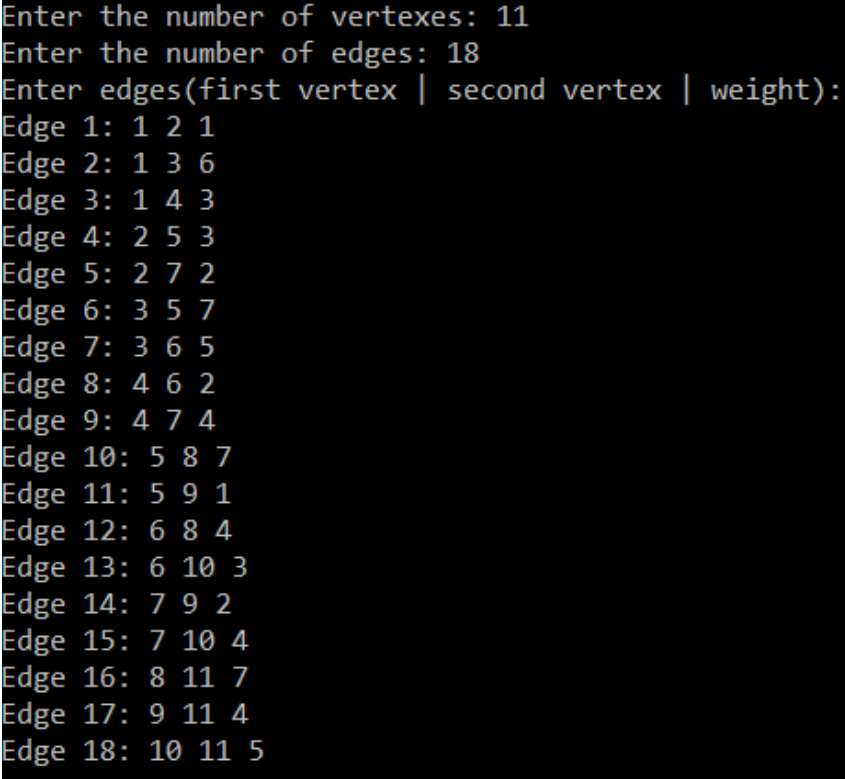 Enter the number of vertexes: 11
Enter the number of edges: 18
Enter edges(first vertex | second vertex | weight):
Edge 1: 1 2 1
Edge 2: 1 3 6
Edge 3: 1 4 3
Edge 4: 2 5 3
Edge 5: 2 7 2
Edge 6: 3 5 7
Edge 7: 3 6 5
Edge 8: 4 6 2
Edge 9: 4 7 4
Edge 10: 5 8 7
Edge 11: 5 9 1
Edge 12: 6 8 4
Edge 13: 6 10 3
Edge 14: 7 9 2
Edge 15: 7 10 4
Edge 16: 8 11 7
Edge 17: 9 11 4
Edge 18: 10 11 5